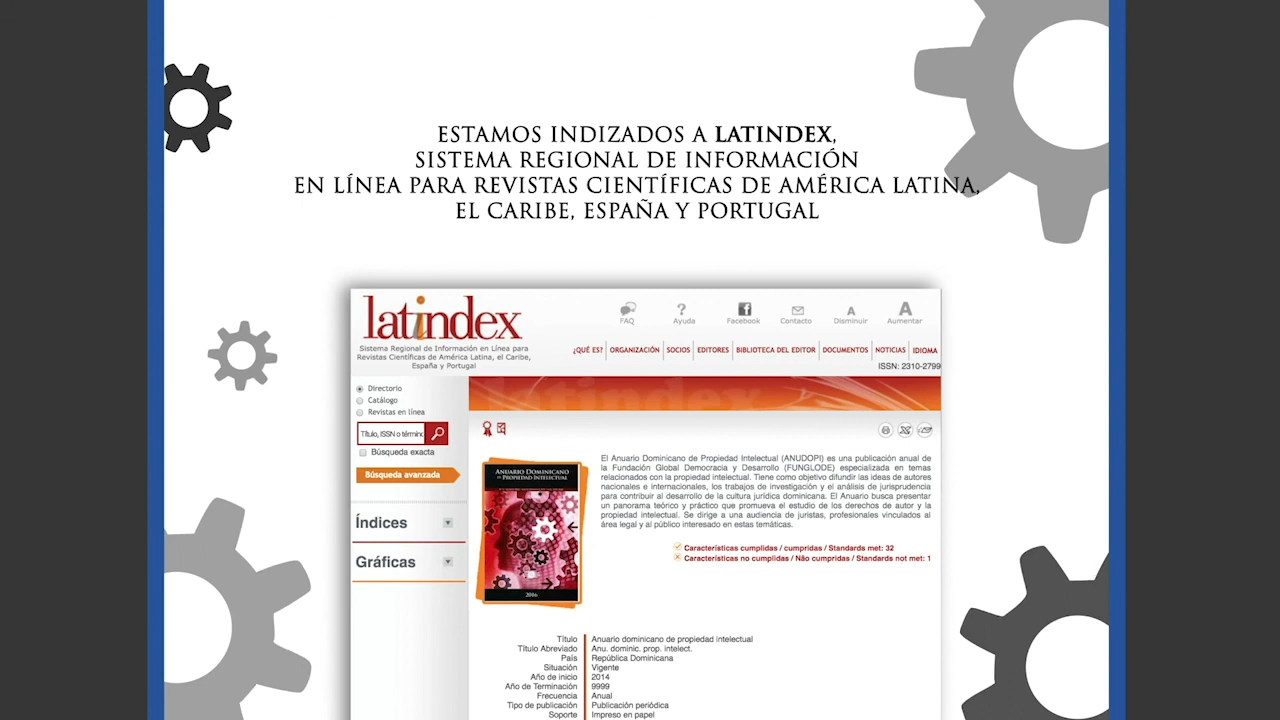 ESTAMOS INDIZADOS A LATINDEX,
SISTEMA REGIONAL DE INFORMACIÓN
EN LÍNEA PARA REVISTAS CIENTÍFICAS DE AMÉRICA LATINA,
EL CARIBE, ESPAÑA Y PORTUGAL
latindex
Sistema Regional de Información en Línea para
Revistas Científicas de América Latina, el Caribe,
España y Portugal
FAQ Ayuda Facebook Contacto Disminuir Aumentar
¿QUÉ ES? ORGANIZACIÓN SOCIOS EDITORES BIBLIOTECA DEL EDITOR DOCUMENTOS NOTICIAS IDIOMA
ISSN: 2310-2799
Directorio
Catálogo
Revistas en línea
Título, ISSN o término
Búsqueda exacta
Búsqueda avanzada
Índices
Gráficas
latindex
ANUARIO DOMINICANO
DE PROPIEDAD INTELECTUAL
2016
El Anuario Dominicano de Propiedad Intelectual (ANUDOPI) es una publicación anual de
la Fundación Global Democracia y Desarrollo (FUNGLODE) especializada en temas
relacionados con la propiedad intelectual. Tiene como objetivo difundir las ideas de autores
nacionales e internacionales, los trabajos de investigación y el análisis de jurisprudencia
para contribuir al desarrollo de la cultura jurídica dominicana. El Anuario busca presentar
un panorama teórico y práctico que promueva el estudio de los derechos de autor y la
propiedad intelectual. Se dirige a una audiencia de juristas, profesionales vinculados al
área legal y al público interesado en estas temáticas.
Características cumplidas / cumpridas / Standards met: 32
Características no cumplidas / Não cumpridas / Standards not met: 1
Título Anuario dominicano de propiedad intelectual
Título Abreviado Anu. dominic. prop. intelect.
País República Dominicana
Situación Vigente
Año de inicio 2014
Año de Terminación 9999
Frecuencia Anual
Tipo de publicación Publicación periódica
Soporte Impreso en papel